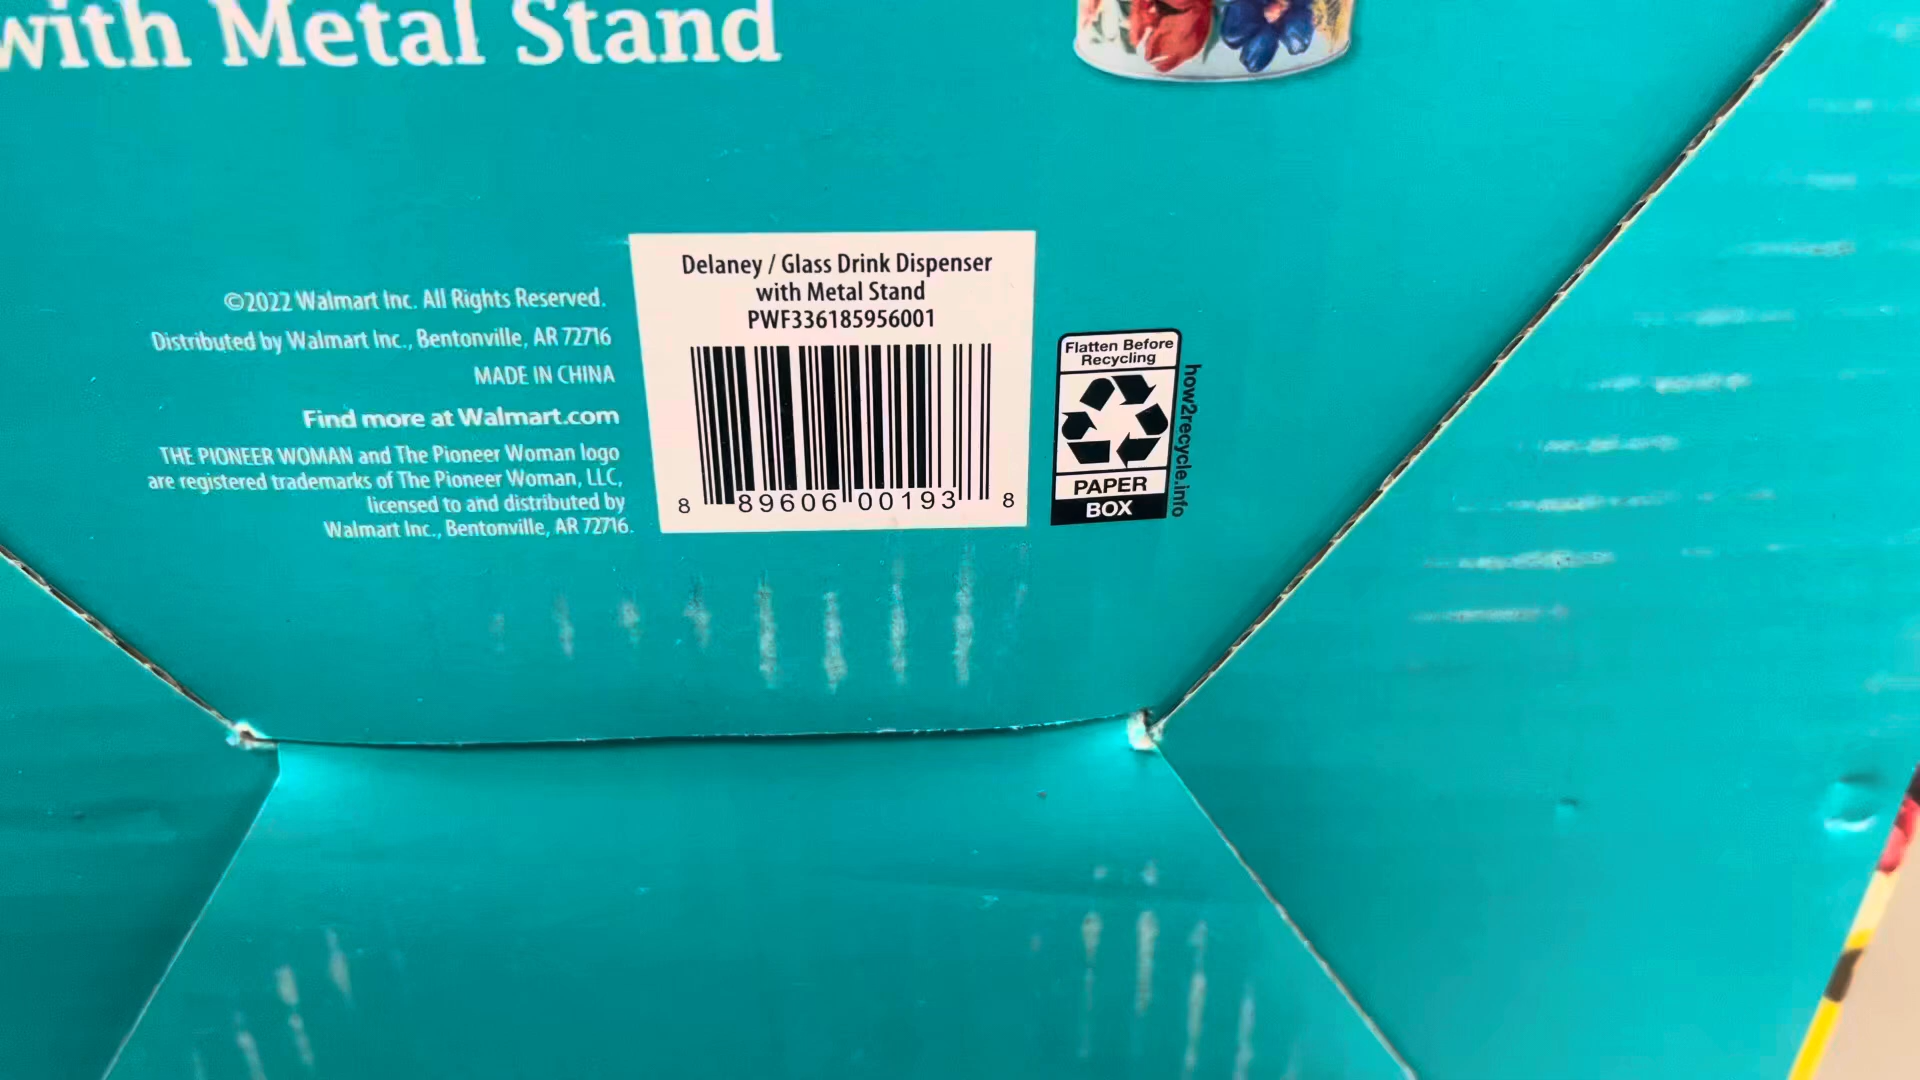 with Metal Stand
Delaney / Glass Drink Dispenser
with Metal Stand
PWF336185956001
8 89606 00193 8
©2022 Walmart Inc. All Rights Reserved.
Distributed by Walmart Inc., Bentonville, AR 72716
MADE IN CHINA
Find more at Walmart.com
THE PIONEER WOMAN and The Pioneer Woman logo
are registered trademarks of The Pioneer Woman, LLC,
licensed to and distributed by
Walmart Inc., Bentonville, AR 72716.
Flatten Before
Recycling
PAPER
BOX
how2recycle.info